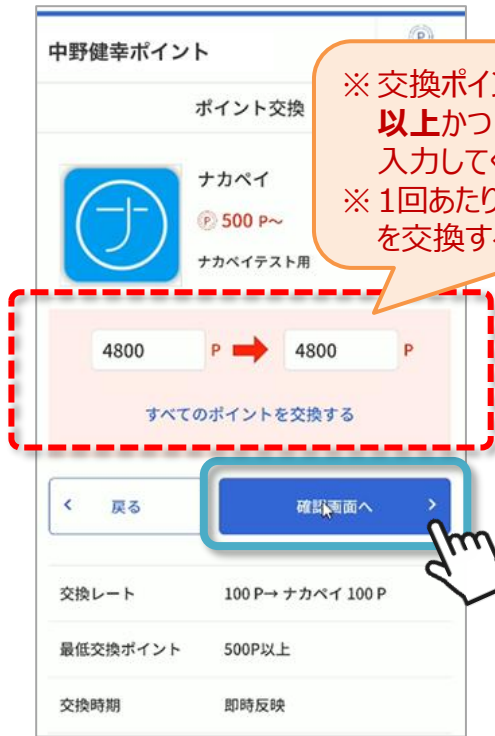 中野健幸ポイント
P
※ 交換ポイン
以上かつ
入力してく
※ 1回あたり
を交換す
ポイント交換
ナ
ナカペイ
P 500 P～
ナカペイテスト用
4800 P → 4800 P
すべてのポイントを交換する
< 戻る
確認画面へ >
交換レート 100 P→ ナカペイ 100 P
最低交換ポイント 500P以上
交換時期 即時反映